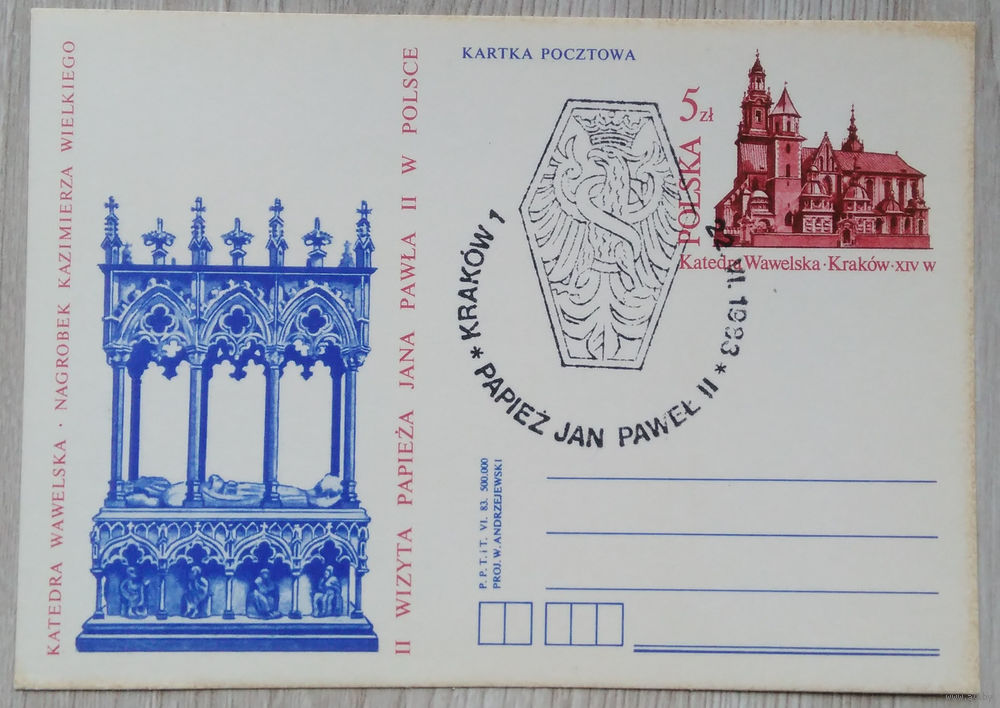 KATEDRA WAWELSKA · NAGROBEK KAZIMIERZA WIELKIEGO
II WIZYTA PAPIEŻA JANA PAWŁA II W POLSCE
KARTKA POCZTOWA
5 zł
POLSKA
Katedra Wawelska · Kraków · XIV w
* KRAKÓW 1
22 VI. 1983 *
PAPIEŻ JAN PAWEŁ II
P. P. T. i T. VI. 83. 500.000
PROJ. W. ANDRZEJEWSKI